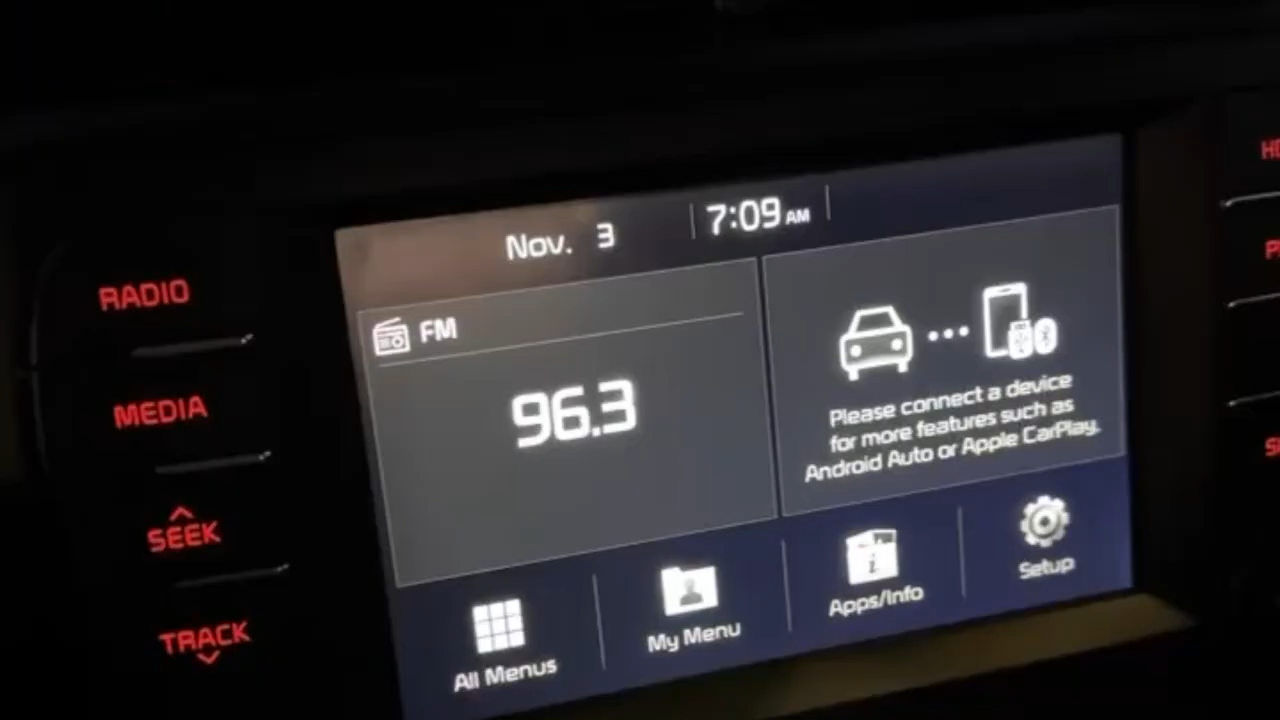 Nov. 3
7:09 AM
RADIO
MEDIA
SEEK
TRACK
FM
96.3
Please connect a device
for more features such as
Android Auto or Apple CarPlay.
All Menus
My Menu
Apps/Info
Setup